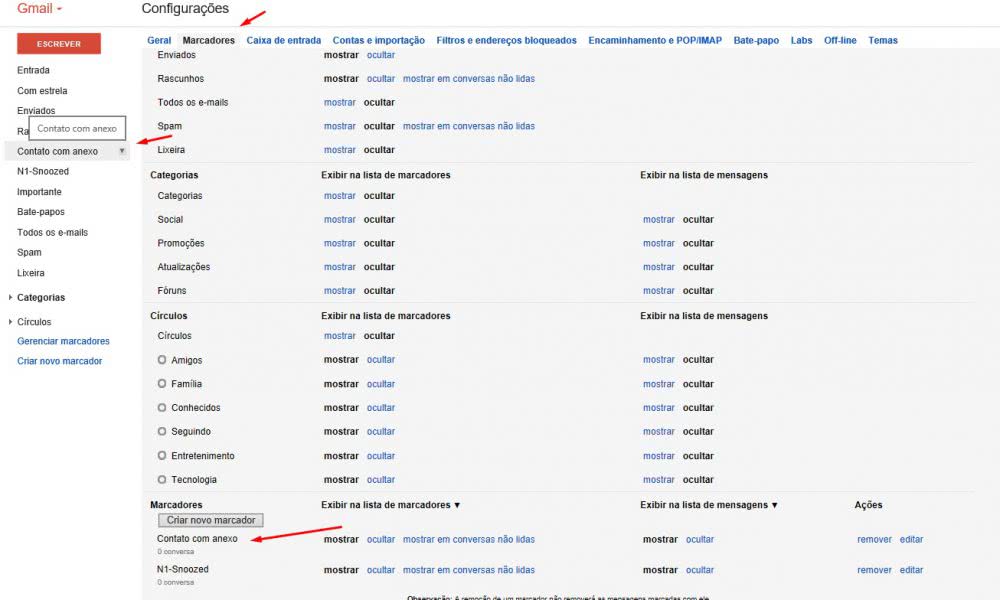 Gmail
Configurações
ESCREVER
Geral Marcadores Caixa de entrada Contas e importação Filtros e endereços bloqueados Encaminhamento e POP/IMAP Bate-papo Labs Off-line Temas
Entrada
Com estrela
Enviados
Ra
Contato com anexo
Contato com anexo
N1-Snoozed
Importante
Bate-papos
Todos os e-mails
Spam
Lixeira
Categorias
Círculos
Gerenciar marcadores
Criar novo marcador
Enviados mostrar ocultar
Rascunhos mostrar ocultar mostrar em conversas não lidas
Todos os e-mails mostrar ocultar
Spam mostrar ocultar mostrar em conversas não lidas
Lixeira mostrar ocultar
Categorias Exibir na lista de marcadores Exibir na lista de mensagens
Categorias mostrar ocultar
Social mostrar ocultar mostrar ocultar
Promoções mostrar ocultar mostrar ocultar
Atualizações mostrar ocultar mostrar ocultar
Fóruns mostrar ocultar mostrar ocultar
Círculos Exibir na lista de marcadores Exibir na lista de mensagens
Círculos mostrar ocultar
Amigos mostrar ocultar mostrar ocultar
Família mostrar ocultar mostrar ocultar
Conhecidos mostrar ocultar mostrar ocultar
Seguindo mostrar ocultar mostrar ocultar
Entretenimento mostrar ocultar mostrar ocultar
Tecnologia mostrar ocultar mostrar ocultar
Marcadores Exibir na lista de marcadores Exibir na lista de mensagens Ações
Criar novo marcador
Contato com anexo mostrar ocultar mostrar em conversas não lidas mostrar ocultar remover editar
0 conversa
N1-Snoozed mostrar ocultar mostrar em conversas não lidas mostrar ocultar remover editar
0 conversa
Observação: A remoção de um marcador não removerá as mensagens marcadas com ele.